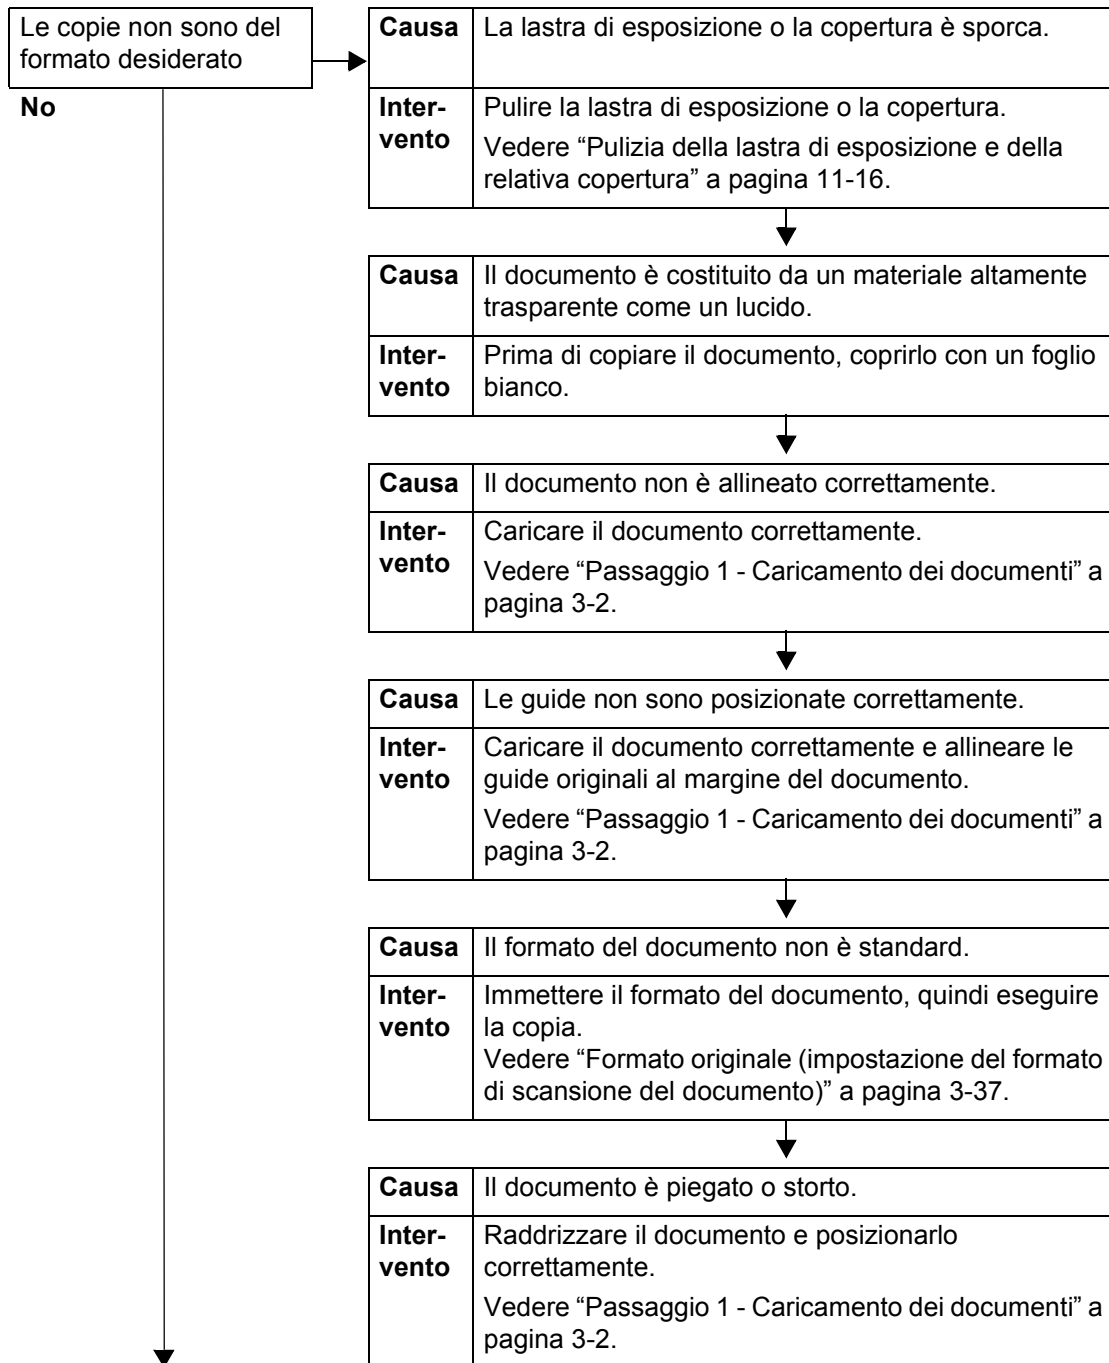 Le copie non sono del
formato desiderato
No
Causa La lastra di esposizione o la copertura è sporca.
Inter-
vento
Pulire la lastra di esposizione o la copertura.
Vedere “Pulizia della lastra di esposizione e della
relativa copertura” a pagina 11-16.
Causa Il documento è costituito da un materiale altamente
trasparente come un lucido.
Inter-
vento
Prima di copiare il documento, coprirlo con un foglio
bianco.
Causa Il documento non è allineato correttamente.
Inter-
vento
Caricare il documento correttamente.
Vedere “Passaggio 1 - Caricamento dei documenti” a
pagina 3-2.
Causa Le guide non sono posizionate correttamente.
Inter-
vento
Caricare il documento correttamente e allineare le
guide originali al margine del documento.
Vedere “Passaggio 1 - Caricamento dei documenti” a
pagina 3-2.
Causa Il formato del documento non è standard.
Inter-
vento
Immettere il formato del documento, quindi eseguire
la copia.
Vedere “Formato originale (impostazione del formato
di scansione del documento)” a pagina 3-37.
Causa Il documento è piegato o storto.
Inter-
vento
Raddrizzare il documento e posizionarlo
correttamente.
Vedere “Passaggio 1 - Caricamento dei documenti” a
pagina 3-2.